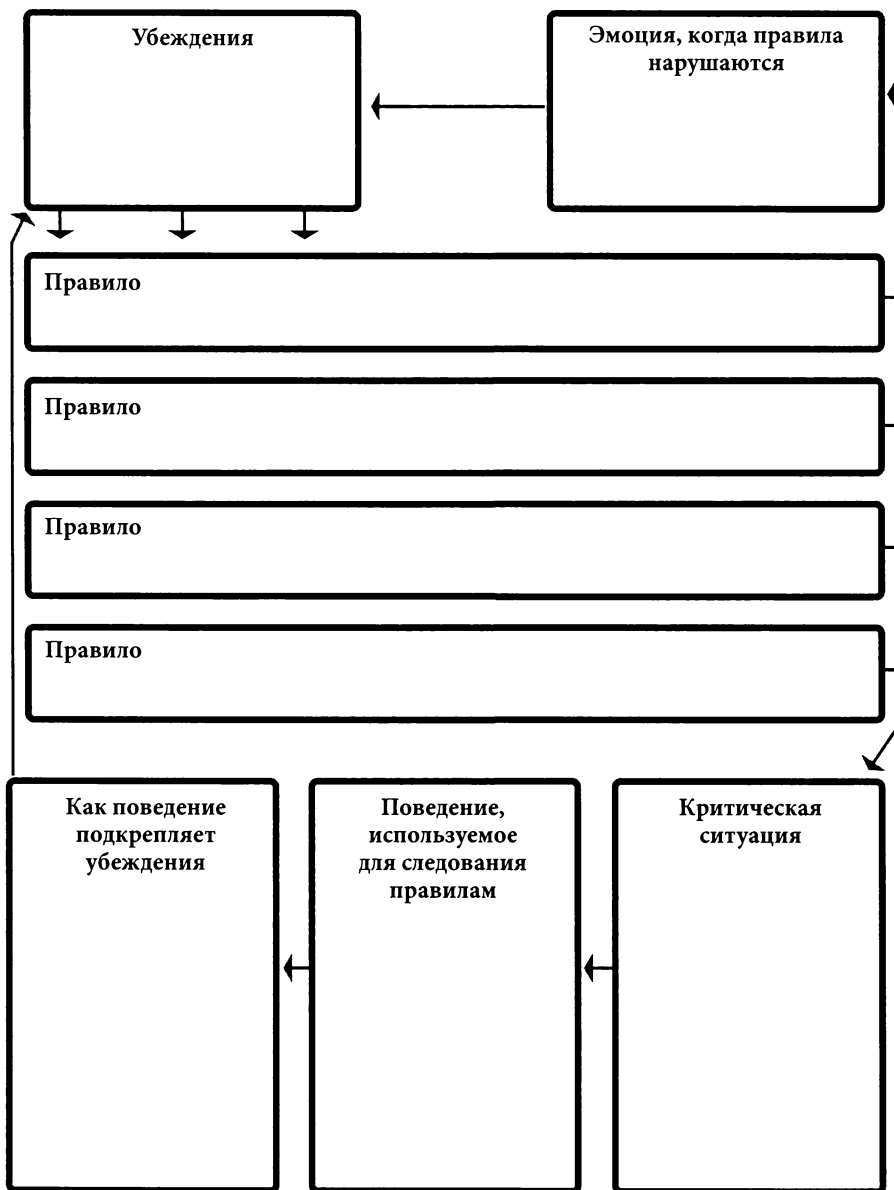 Убеждения
Эмоция, когда правила
нарушаются
Правило
Правило
Правило
Правило
Как поведение
подкрепляет
убеждения
Поведение,
используемое
для следования
правилам
Критическая
ситуация